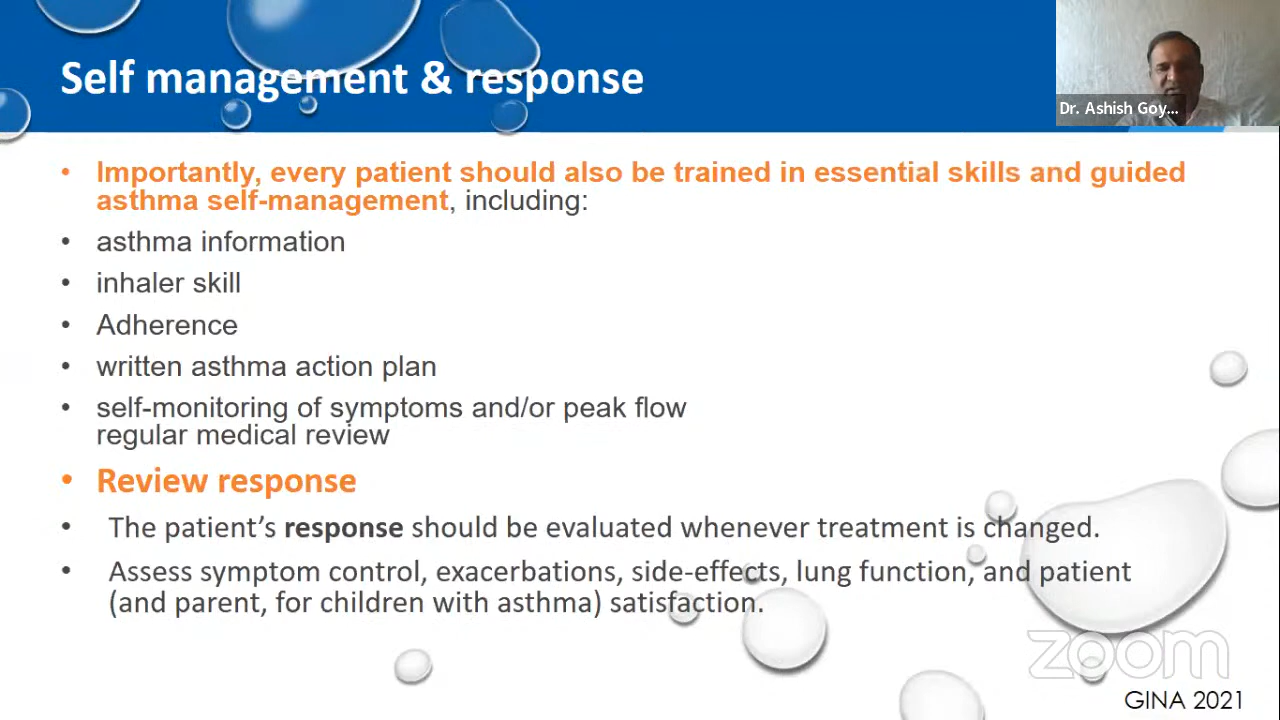 Self management & response
Dr. Ashish Goy...
• Importantly, every patient should also be trained in essential skills and guided
asthma self-management, including:
• asthma information
• inhaler skill
• Adherence
• written asthma action plan
• self-monitoring of symptoms and/or peak flow
regular medical review
• Review response
• The patient’s response should be evaluated whenever treatment is changed.
• Assess symptom control, exacerbations, side-effects, lung function, and patient
(and parent, for children with asthma) satisfaction.
zoom
GINA 2021